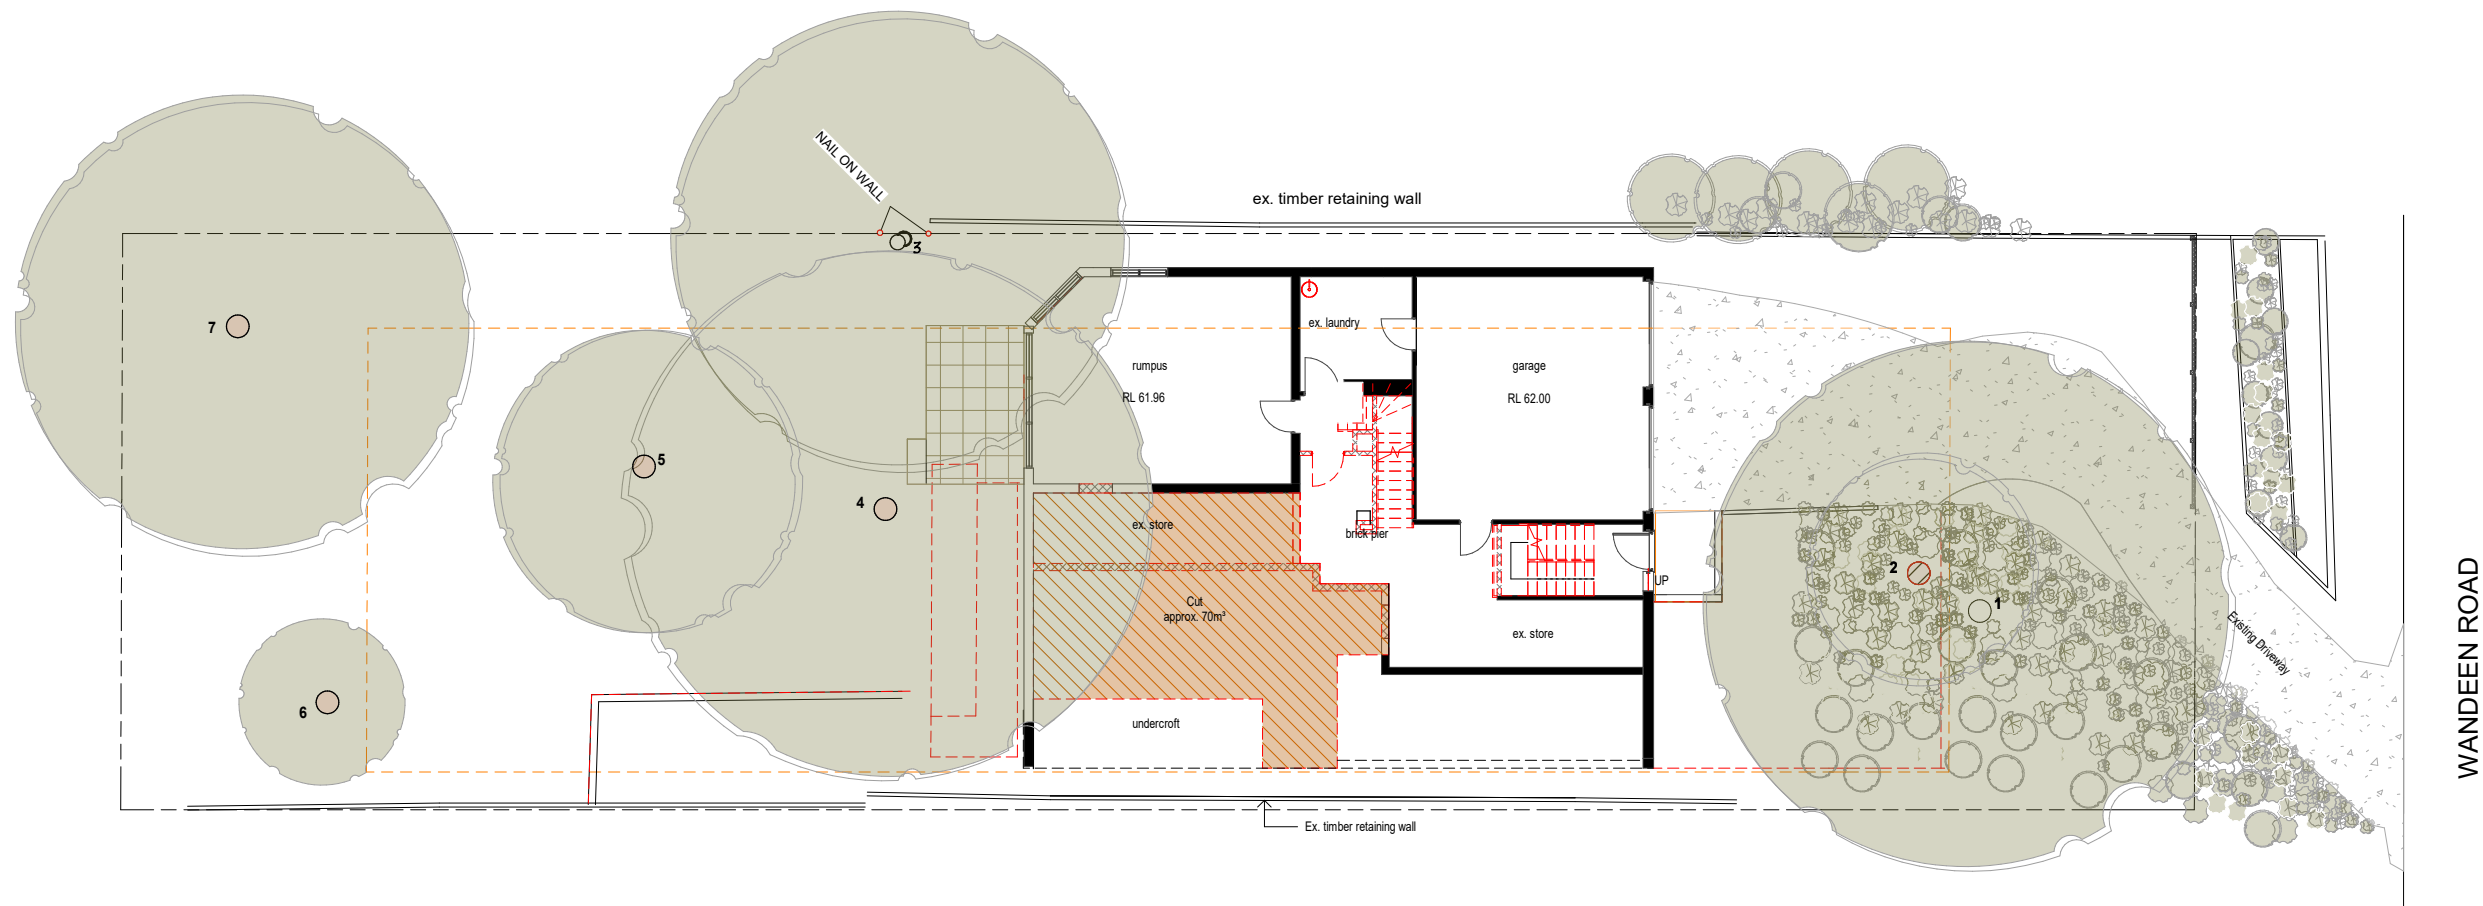 NAIL ON WALL
ex. timber retaining wall
3
7
ex. laundry
rumpus
garage
RL 61.96
RL 62.00
5
4
ex. store
brick pier
2
UP
1
Cut
approx. 70m³
ex. store
Existing Driveway
WANDEEN ROAD
6
undercroft
Ex. timber retaining wall